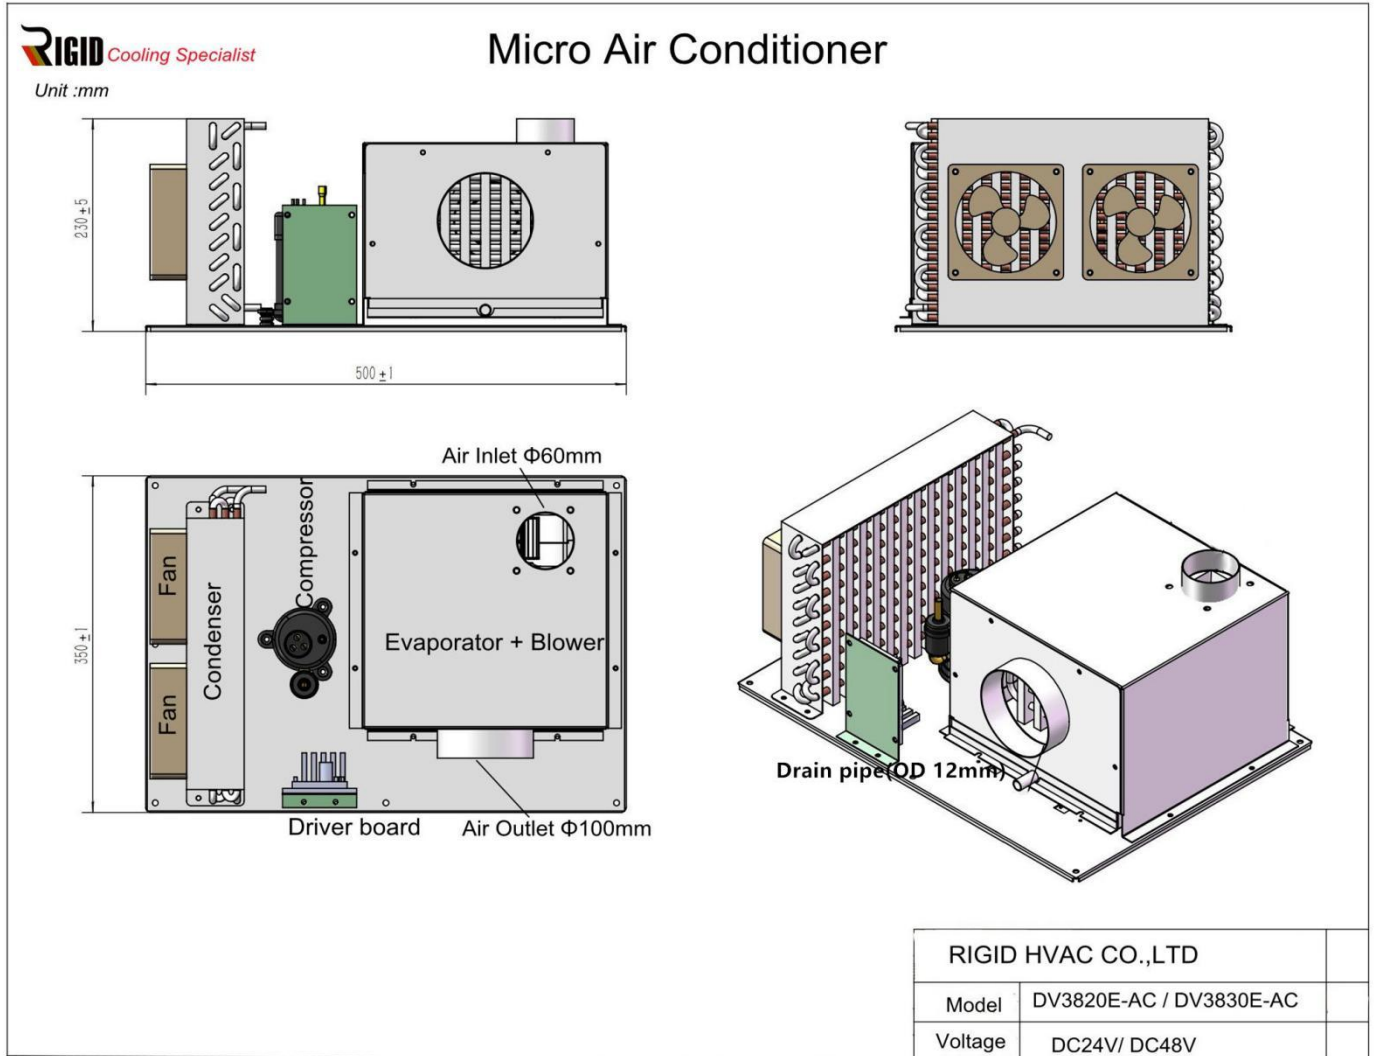 RIGID Cooling Specialist
Micro Air Conditioner
Unit :mm
230±5
500±1
Air Inlet Φ60mm
350±1
Fan
Fan
Condenser
Compressor
Evaporator + Blower
Driver board
Air Outlet Φ100mm
Drain pipe(OD 12mm)
RIGID HVAC CO.,LTD
Model DV3820E-AC / DV3830E-AC
Voltage DC24V/ DC48V